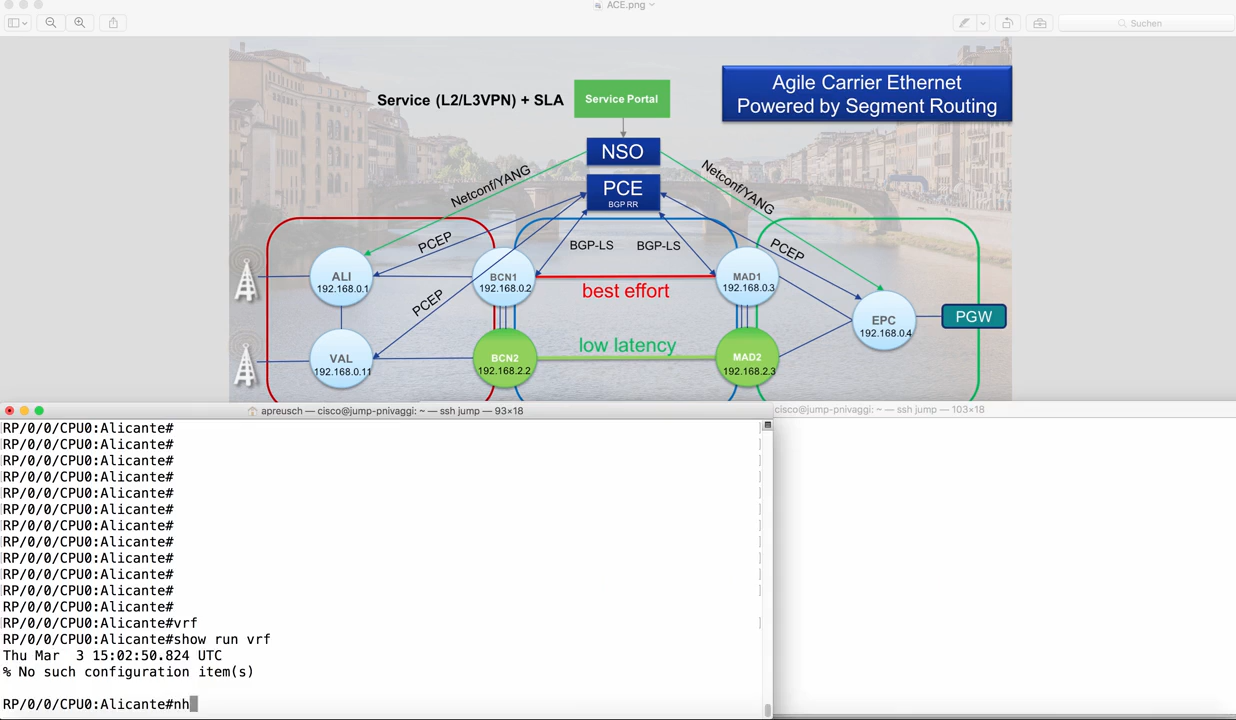 ACE.png
Suchen
Agile Carrier Ethernet
Powered by Segment Routing
Service (L2/L3VPN) + SLA
Service Portal
NSO
Netconf/YANG
Netconf/YANG
PCE
BGP RR
PCEP
BGP-LS
BGP-LS
PCEP
ALI
192.168.0.1
BCN1
192.168.0.2
best effort
MAD1
192.168.0.3
PCEP
EPC
192.168.0.4
PGW
VAL
192.168.0.11
BCN2
192.168.2.2
low latency
MAD2
192.168.2.3
apreusch — cisco@jump-pnivaggi: ~ — ssh jump — 93×18
cisco@jump-pnivaggi: ~ — ssh jump — 103×18
RP/0/0/CPU0:Alicante#
RP/0/0/CPU0:Alicante#
RP/0/0/CPU0:Alicante#
RP/0/0/CPU0:Alicante#
RP/0/0/CPU0:Alicante#
RP/0/0/CPU0:Alicante#
RP/0/0/CPU0:Alicante#
RP/0/0/CPU0:Alicante#
RP/0/0/CPU0:Alicante#
RP/0/0/CPU0:Alicante#
RP/0/0/CPU0:Alicante#
RP/0/0/CPU0:Alicante#
RP/0/0/CPU0:Alicante#vrf
RP/0/0/CPU0:Alicante#show run vrf
Thu Mar  3 15:02:50.824 UTC
% No such configuration item(s)
RP/0/0/CPU0:Alicante#nh